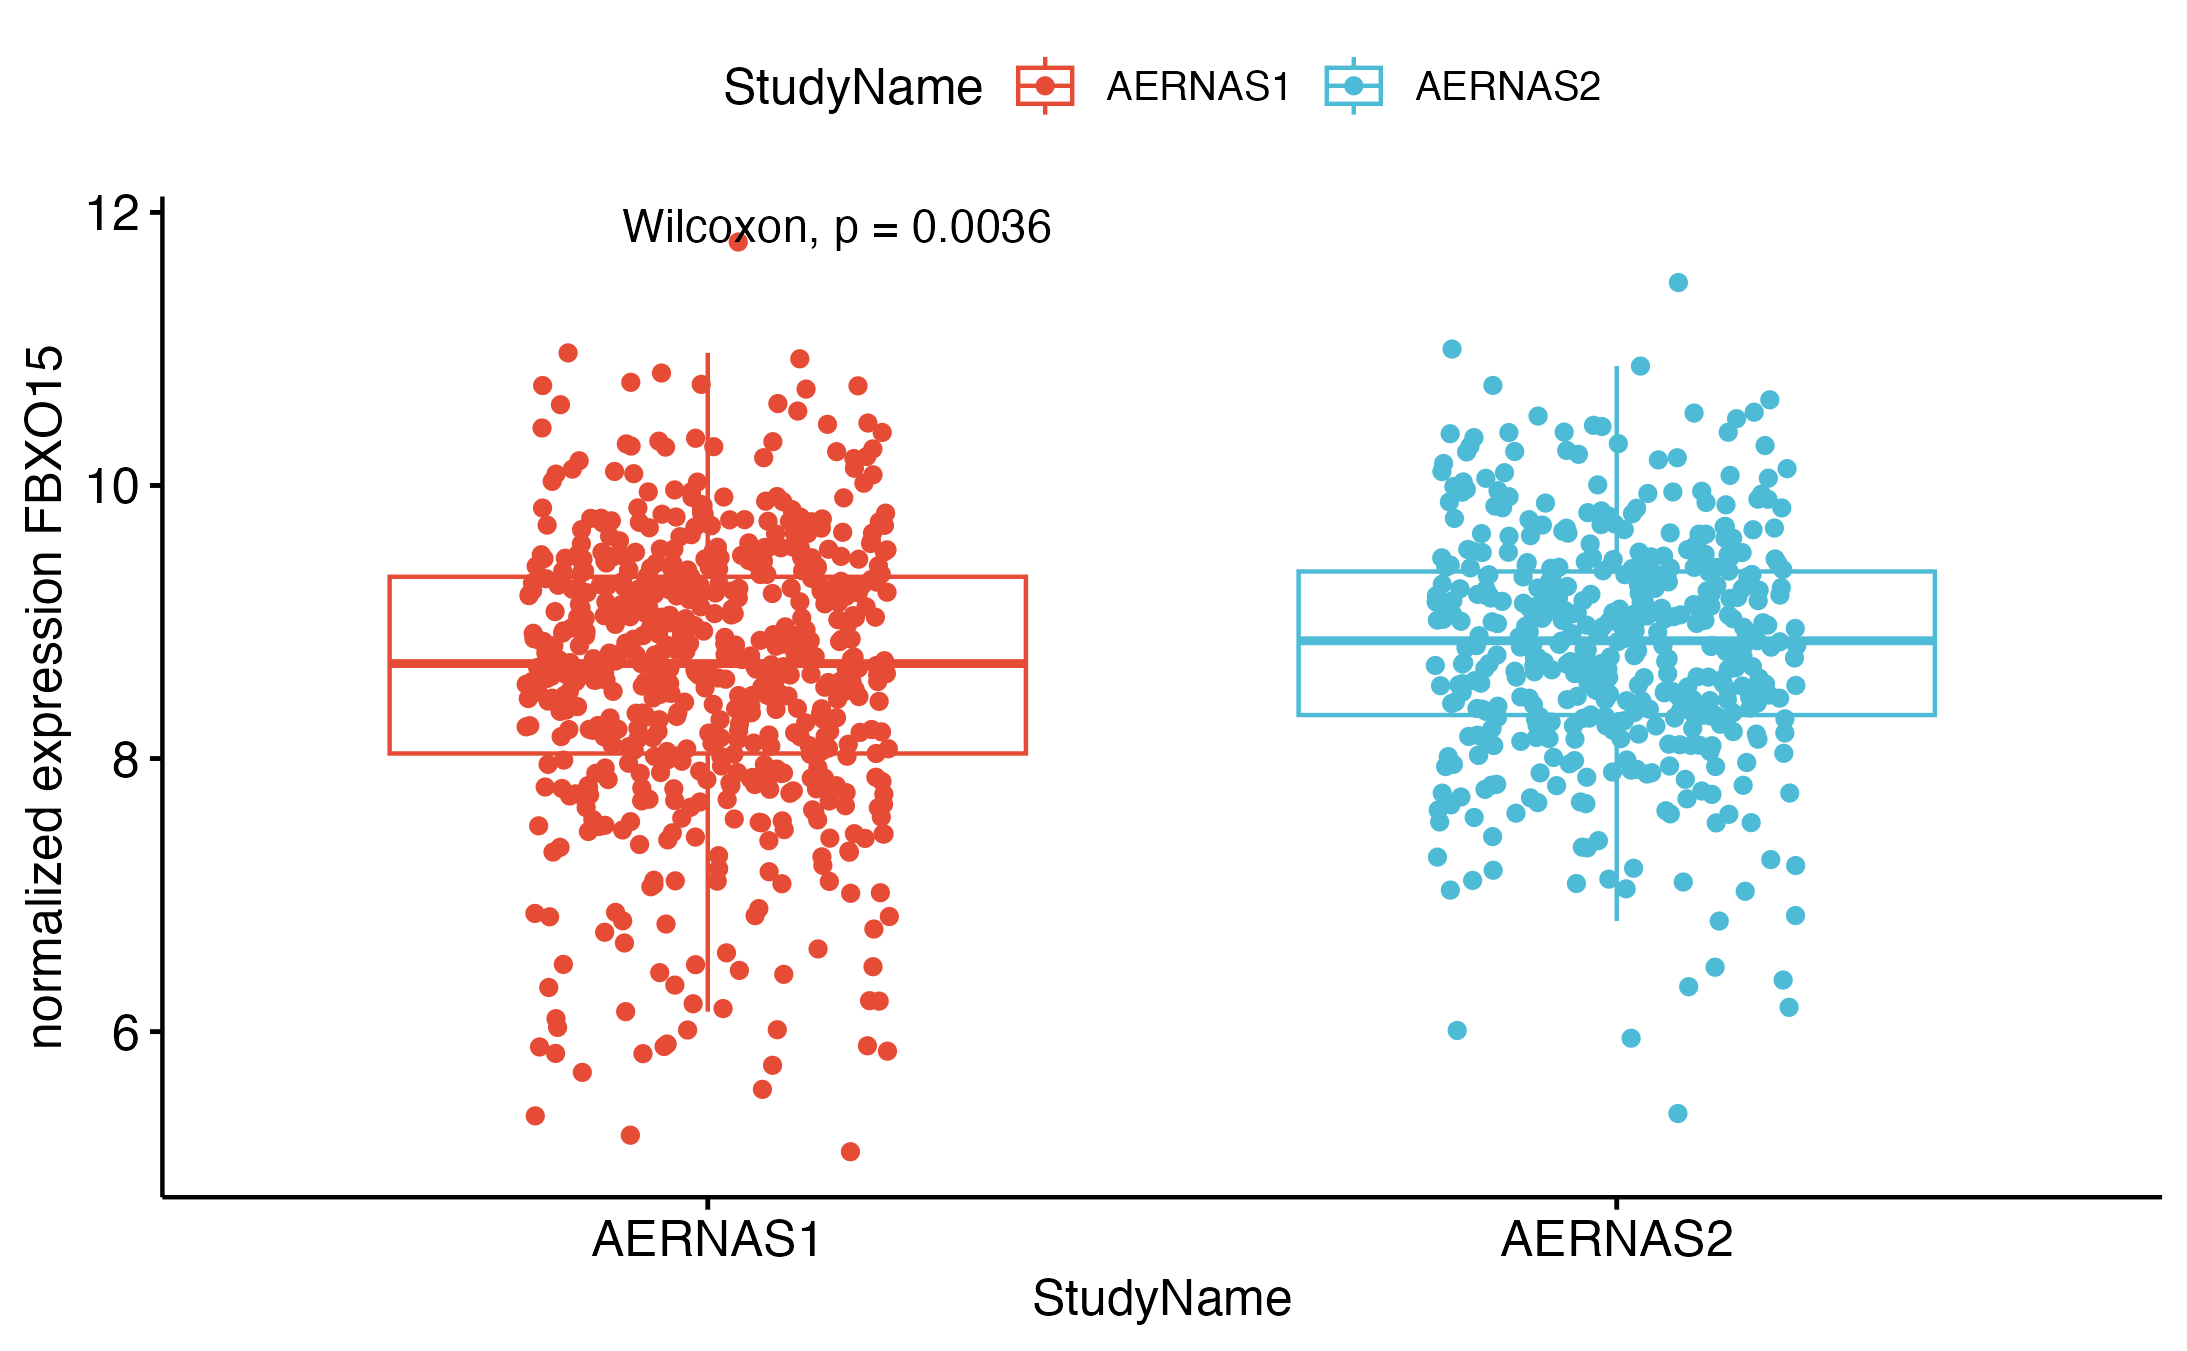 StudyName AERNAS1 AERNAS2
Wilcoxon, p = 0.0036
normalized expression FBXO15
12
10
8
6
AERNAS1 AERNAS2
StudyName